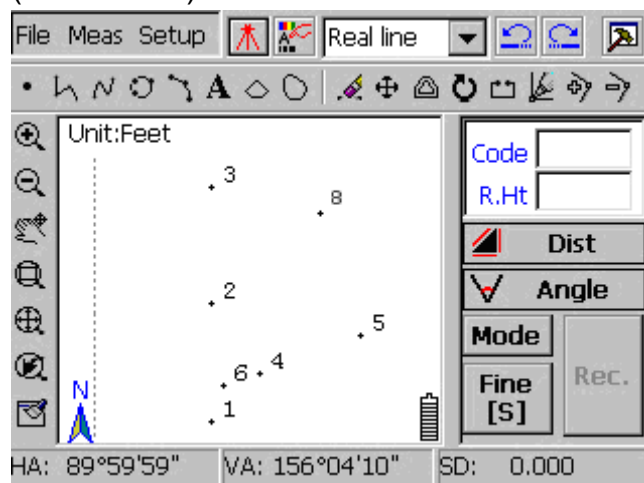 File Meas Setup Real line
A
Unit:Feet
Code
R.Ht
3
8
Dist
2
Angle
5
Mode
6 4
Rec.
N
Fine
[S]
1
HA: 89°59'59" VA: 156°04'10" SD: 0.000